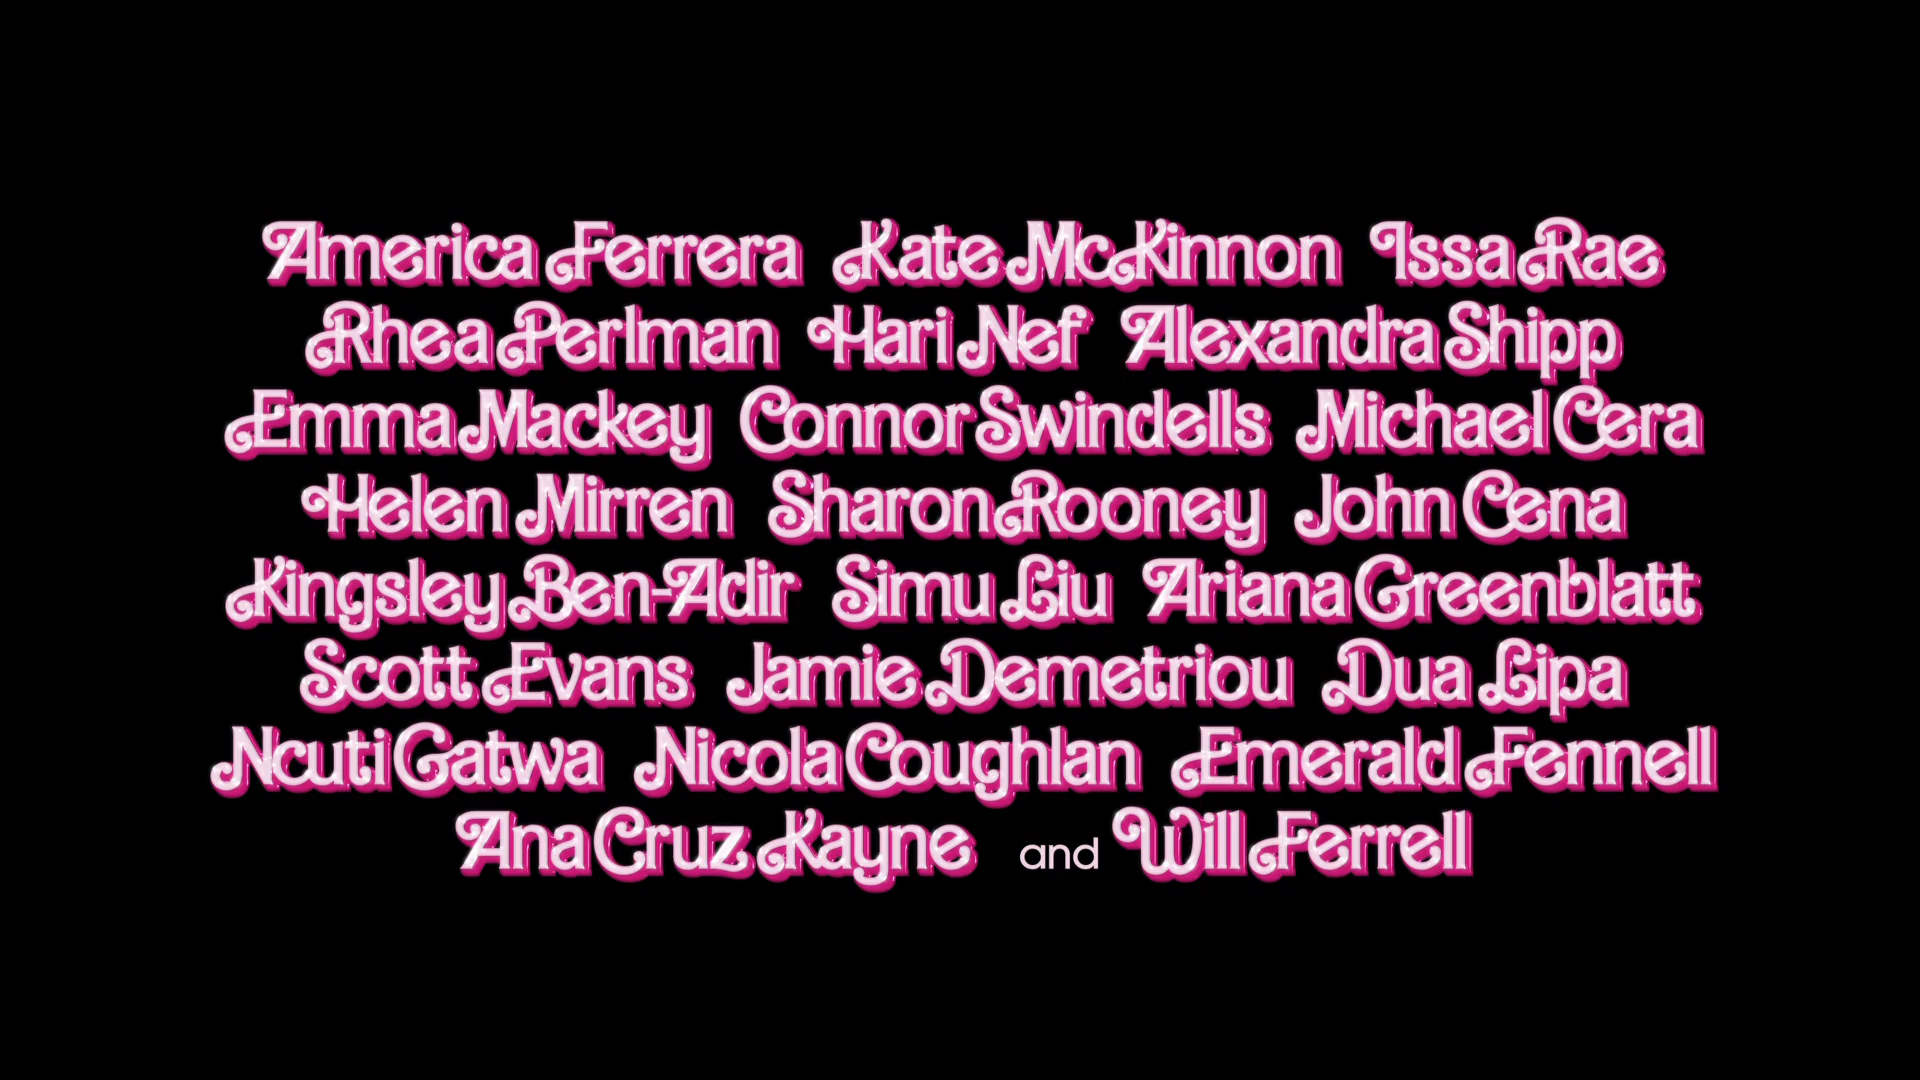 America Ferrera Kate McKinnon Issa Rae
Rhea Perlman Hari Nef Alexandra Shipp
Emma Mackey Connor Swindells Michael Cera
Helen Mirren Sharon Rooney John Cena
Kingsley Ben-Adir Simu Liu Ariana Greenblatt
Scott Evans Jamie Demetriou Dua Lipa
Ncuti Gatwa Nicola Coughlan Emerald Fennell
Ana Cruz Kayne and Will Ferrell